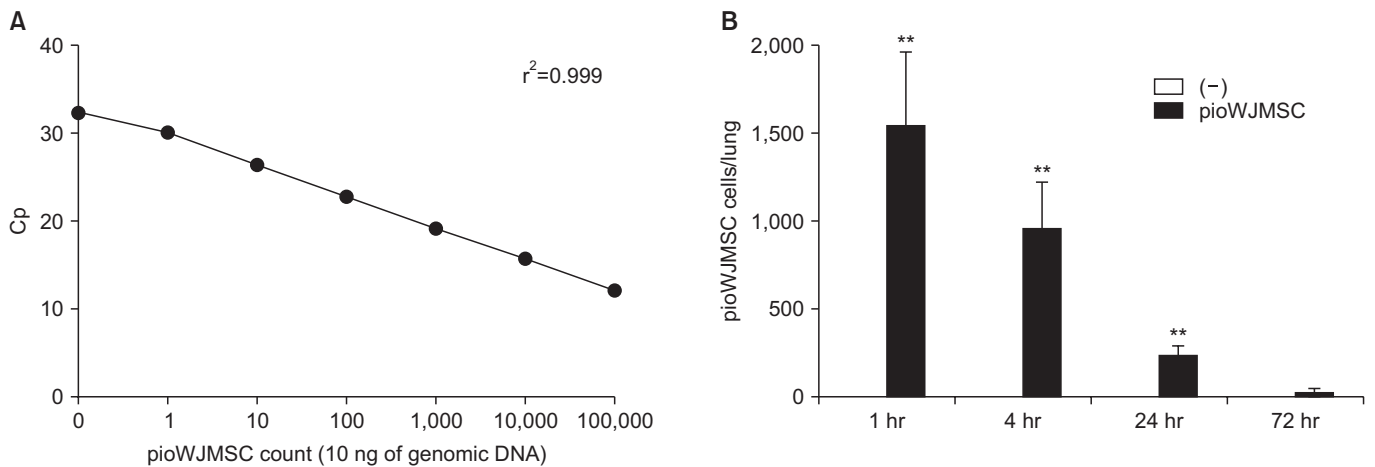 A
40
30
20
10
0
Cp
r²=0.999
0 1 10 100 1,000 10,000 100,000
pioWJMSC count (10 ng of genomic DNA)
B
2,000
1,500
1,000
500
0
pioWJMSC cells/lung
**
**
**
(−)
pioWJMSC
1 hr 4 hr 24 hr 72 hr